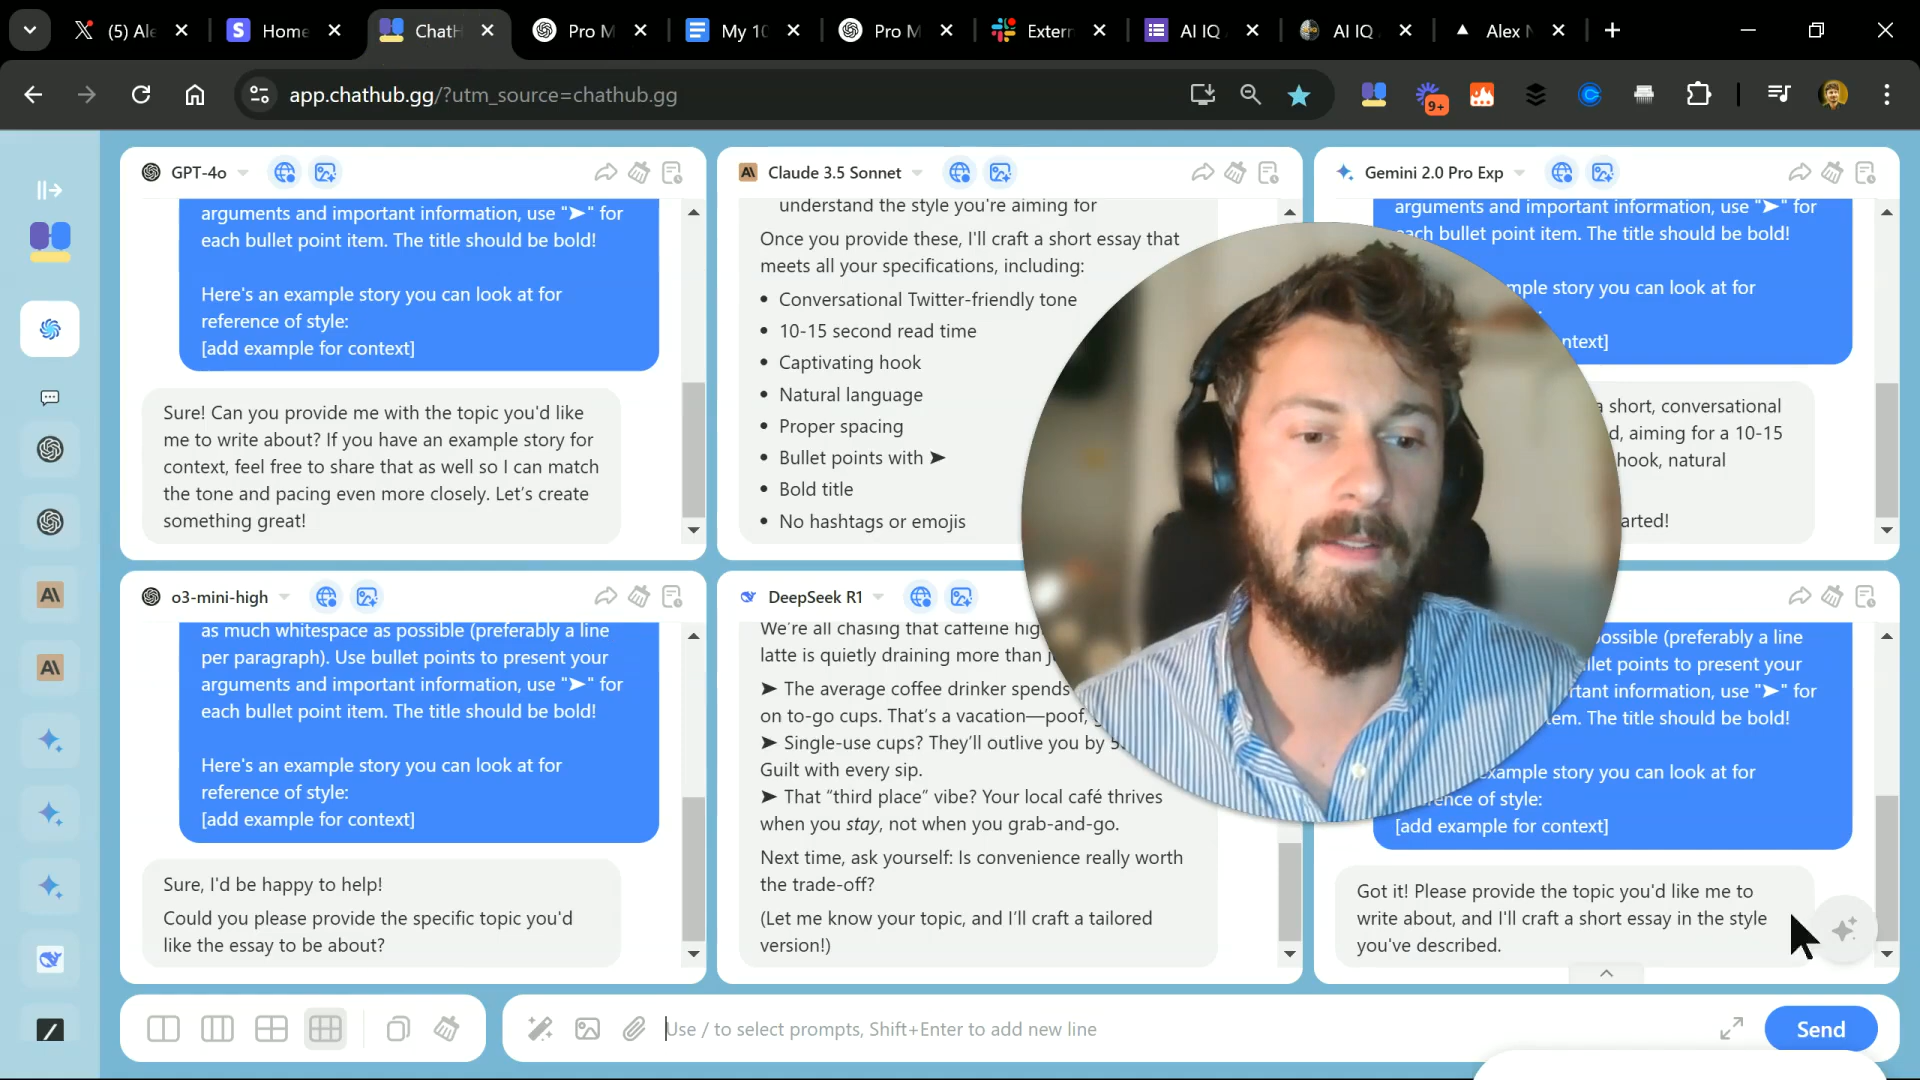 (5) Ale
Home
ChatH
Pro M
My 10
Pro M
Extern
AI IQ
AI IQ
Alex N
app.chathub.gg/?utm_source=chathub.gg
9+
GPT-4o
arguments and important information, use "➤" for
each bullet point item. The title should be bold!
Here's an example story you can look at for
reference of style:
[add example for context]
Sure! Can you provide me with the topic you'd like
me to write about? If you have an example story for
context, feel free to share that as well so I can match
the tone and pacing even more closely. Let's create
something great!
Claude 3.5 Sonnet
understand the style you're aiming for
Once you provide these, I'll craft a short essay that
meets all your specifications, including:
• Conversational Twitter-friendly tone
• 10-15 second read time
• Captivating hook
• Natural language
• Proper spacing
• Bullet points with ➤
• Bold title
• No hashtags or emojis
Gemini 2.0 Pro Exp
arguments and important information, use "➤" for
each bullet point item. The title should be bold!
mple story you can look at for
ntext]
a short, conversational
d, aiming for a 10-15
hook, natural
arted!
o3-mini-high
as much whitespace as possible (preferably a line
per paragraph). Use bullet points to present your
arguments and important information, use "➤" for
each bullet point item. The title should be bold!
Here's an example story you can look at for
reference of style:
[add example for context]
Sure, I'd be happy to help!
Could you please provide the specific topic you'd
like the essay to be about?
DeepSeek R1
We're all chasing that caffeine hig
latte is quietly draining more than j
➤ The average coffee drinker spends
on to-go cups. That's a vacation—poof,
➤ Single-use cups? They'll outlive you by 5
Guilt with every sip.
➤ That "third place" vibe? Your local café thrives
when you stay, not when you grab-and-go.
Next time, ask yourself: Is convenience really worth
the trade-off?
(Let me know your topic, and I'll craft a tailored
version!)
ossible (preferably a line
llet points to present your
rtant information, use "➤" for
tem. The title should be bold!
xample story you can look at for
ence of style:
[add example for context]
Got it! Please provide the topic you'd like me to
write about, and I'll craft a short essay in the style
you've described.
Use / to select prompts, Shift+Enter to add new line
Send